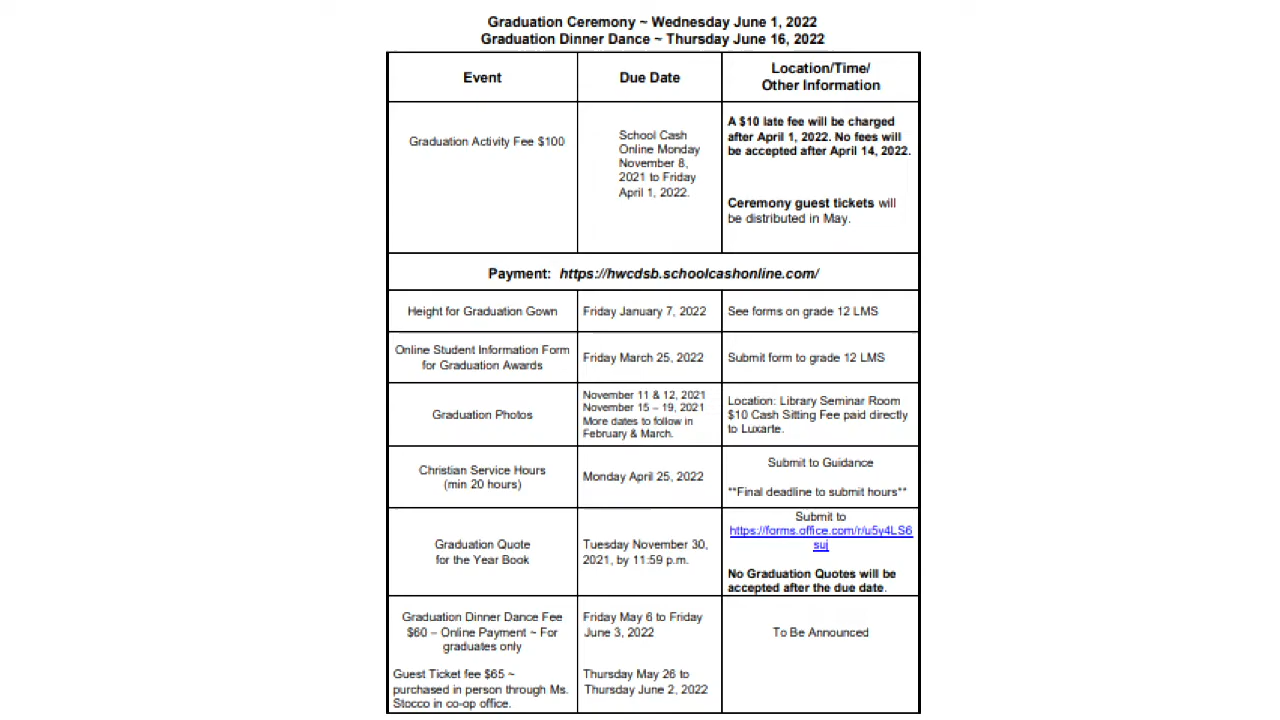 Graduation Ceremony ~ Wednesday June 1, 2022
Graduation Dinner Dance ~ Thursday June 16, 2022
Event
Due Date
Location/Time/
Other Information
Graduation Activity Fee $100
School Cash
Online Monday
November 8,
2021 to Friday
April 1, 2022.
A $10 late fee will be charged
after April 1, 2022. No fees will
be accepted after April 14, 2022.
Ceremony guest tickets will
be distributed in May.
Payment: https://hwcdsb.schoolcashonline.com/
Height for Graduation Gown
Friday January 7, 2022
See forms on grade 12 LMS
Online Student Information Form
for Graduation Awards
Friday March 25, 2022
Submit form to grade 12 LMS
Graduation Photos
November 11 & 12, 2021
November 15 – 19, 2021
More dates to follow in
February & March.
Location: Library Seminar Room
$10 Cash Sitting Fee paid directly
to Luxarte.
Christian Service Hours
(min 20 hours)
Monday April 25, 2022
Submit to Guidance
**Final deadline to submit hours**
Graduation Quote
for the Year Book
Tuesday November 30,
2021, by 11:59 p.m.
Submit to
https://forms.office.com/r/u5y4LS6
suj
No Graduation Quotes will be
accepted after the due date.
Graduation Dinner Dance Fee
$60 – Online Payment ~ For
graduates only
Friday May 6 to Friday
June 3, 2022
To Be Announced
Guest Ticket fee $65 ~
purchased in person through Ms.
Stocco in co-op office.
Thursday May 26 to
Thursday June 2, 2022